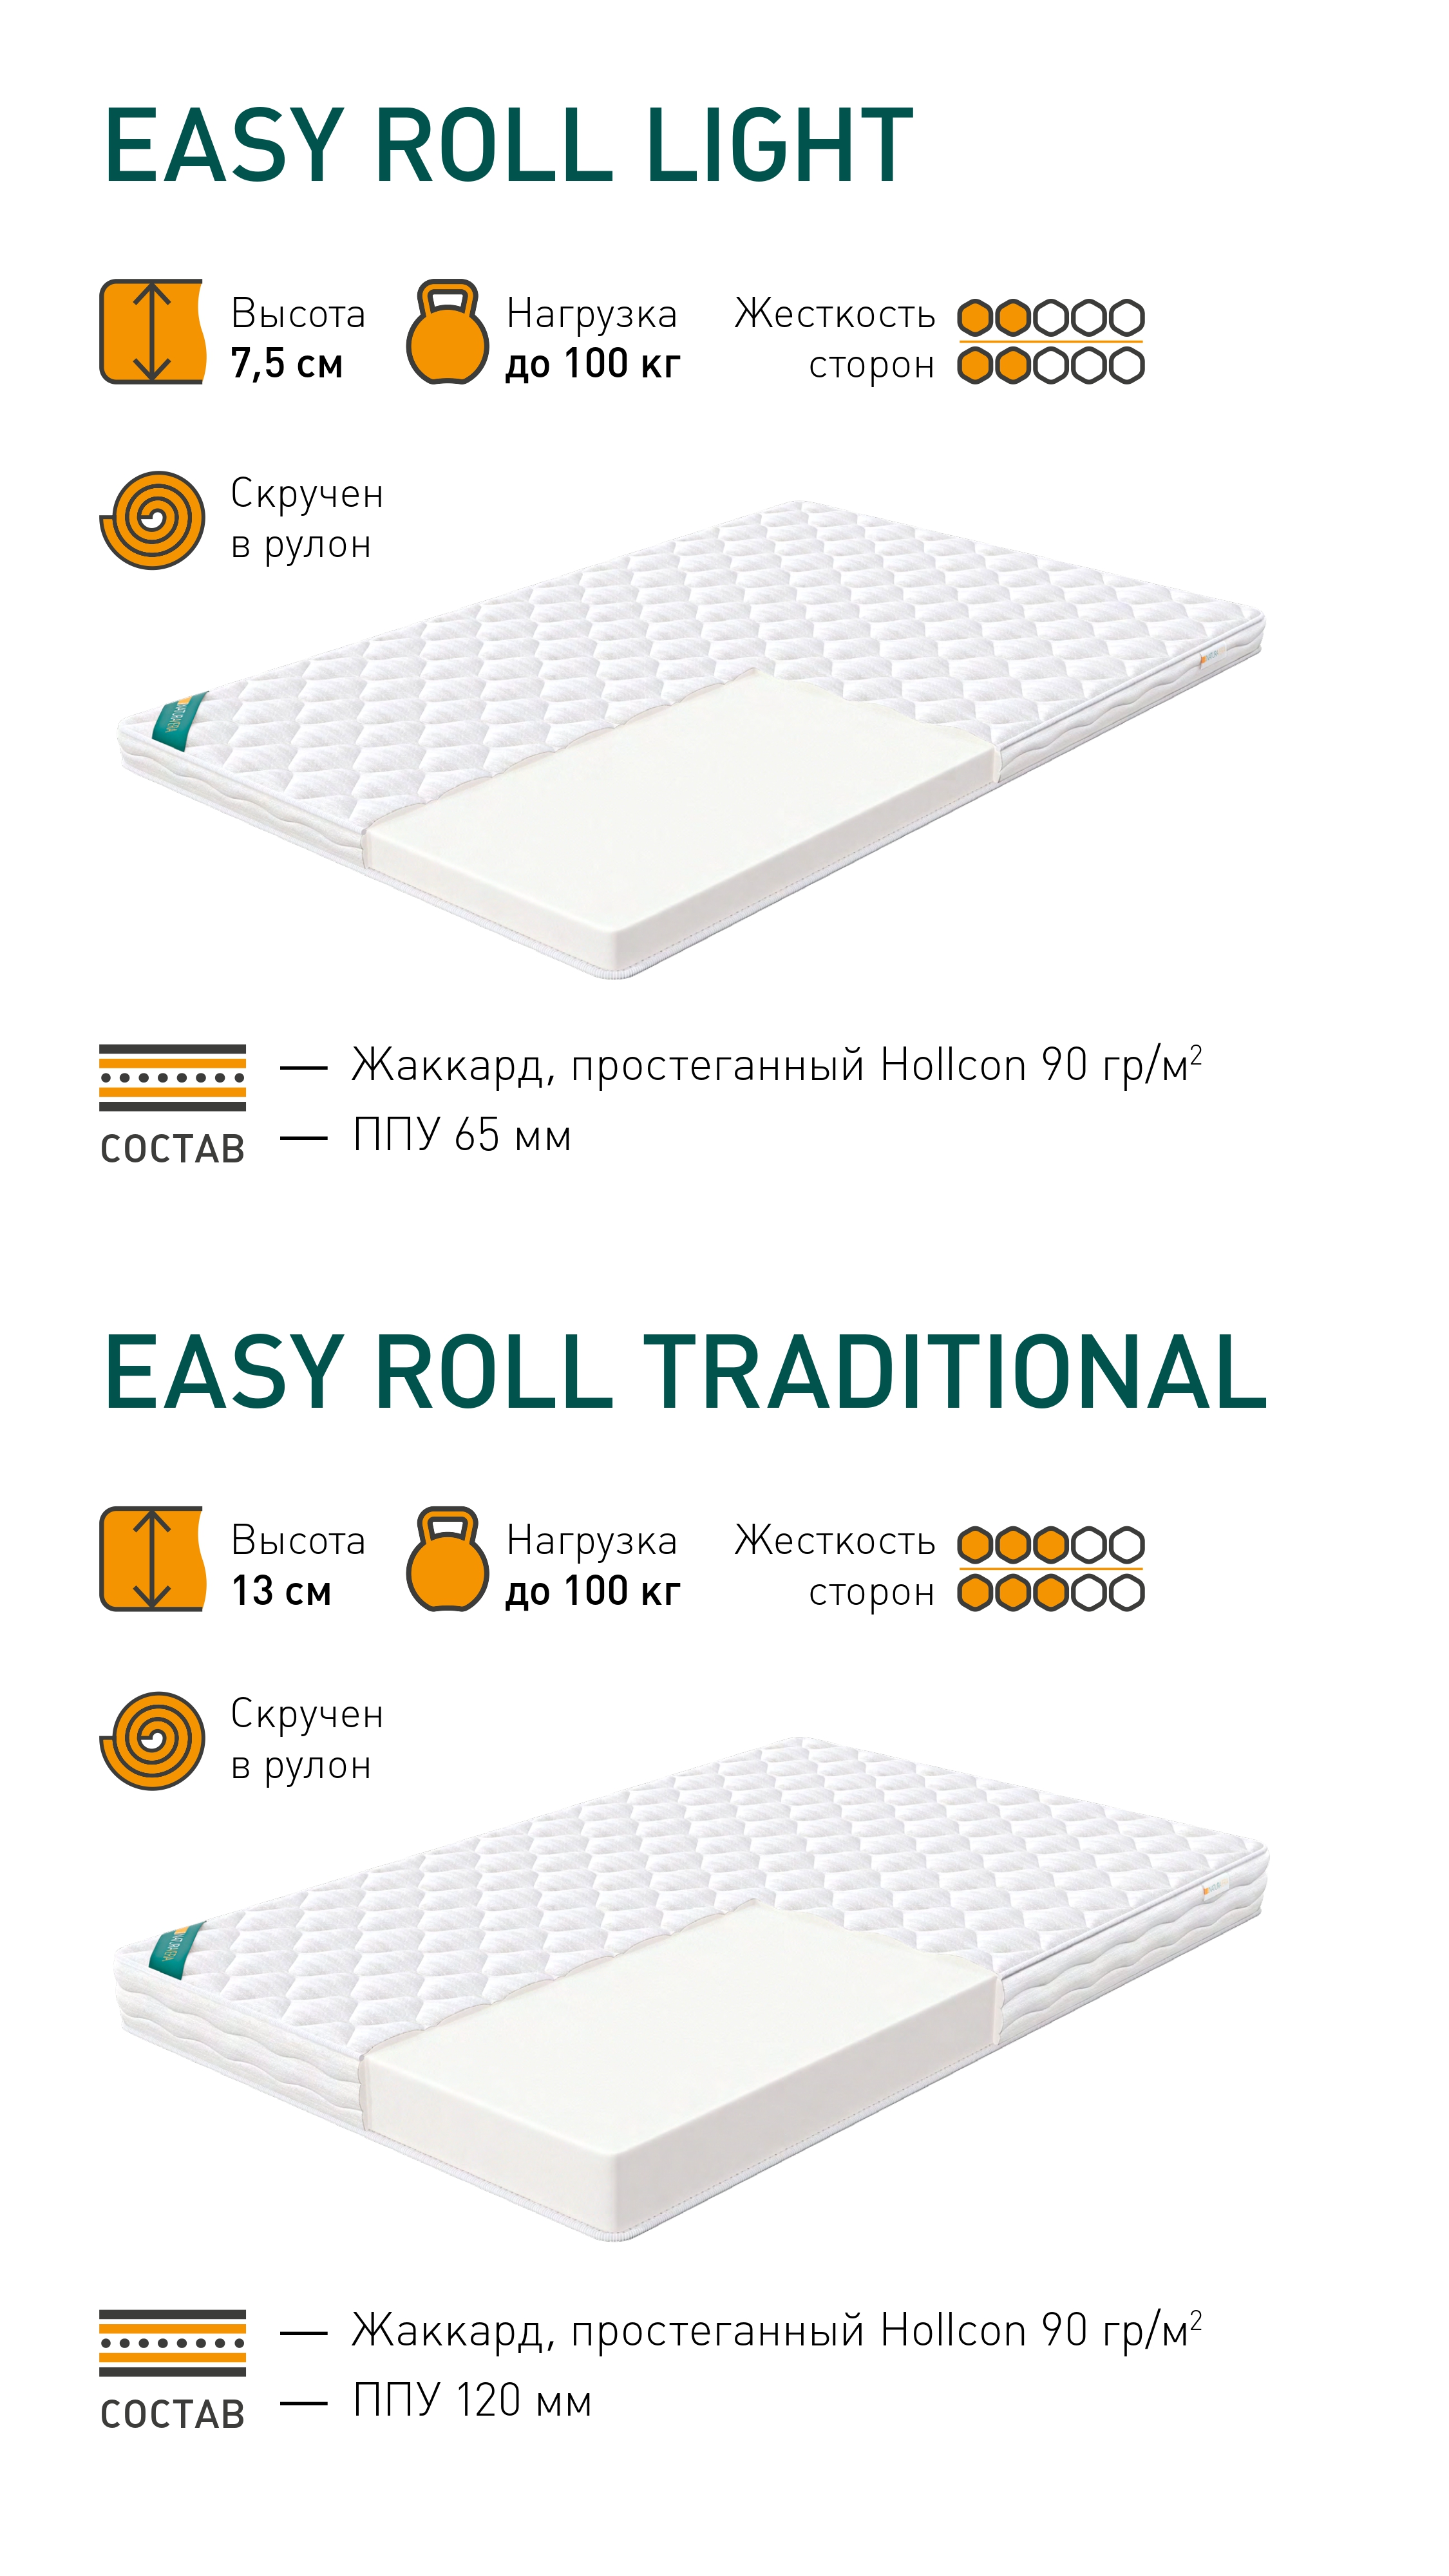 EASY ROLL LIGHT
Высота
7,5 см
Нагрузка
до 100 кг
Жесткость
сторон
Скручен
в рулон
— Жаккард, простеганный Hollcon 90 гр/м²
— ППУ 65 мм
СОСТАВ
EASY ROLL TRADITIONAL
Высота
13 см
Нагрузка
до 100 кг
Жесткость
сторон
Скручен
в рулон
— Жаккард, простеганный Hollcon 90 гр/м²
— ППУ 120 мм
СОСТАВ